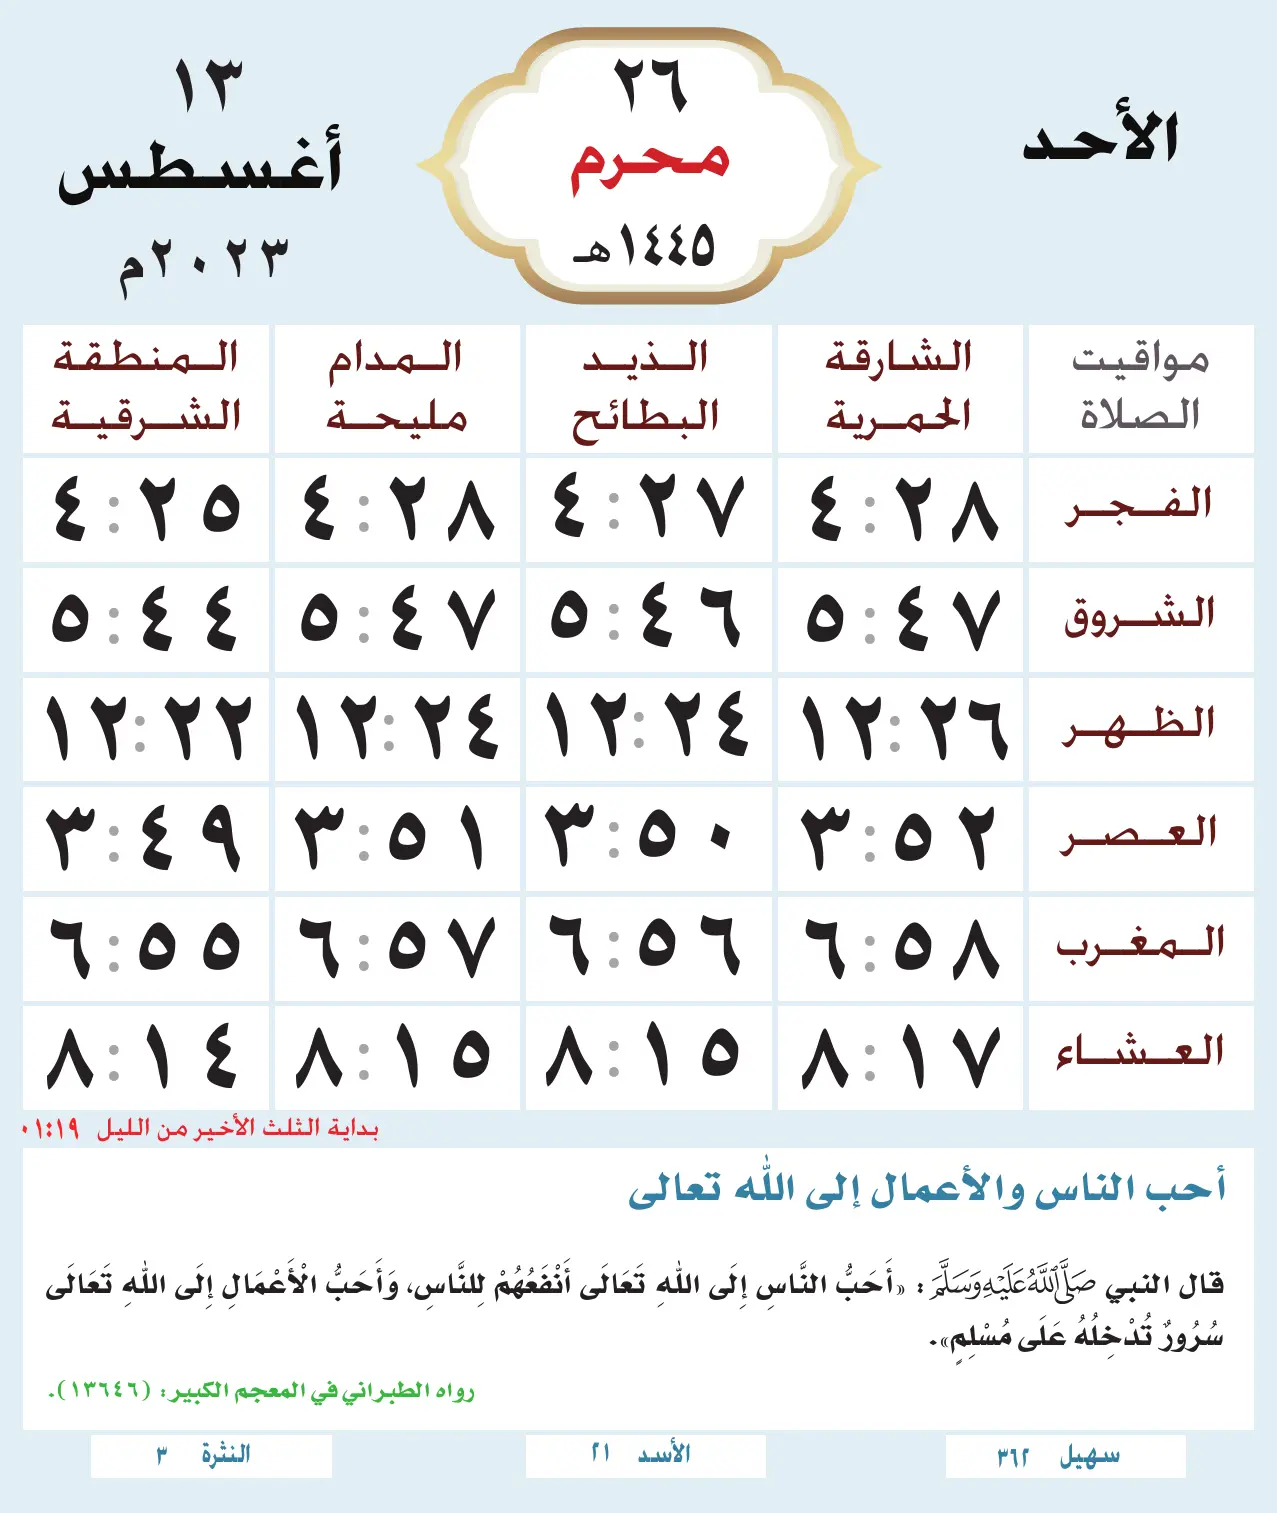 الأحد
٢٦
محرم
١٤٤٥هـ
١٣
أغسطس
٢٠٢٣م
مواقيت الصلاة
الشارقة الحمرية
الذيد البطائح
المدام مليحة
المنطقة الشرقية
الفجر ٤:٢٨ ٤:٢٧ ٤:٢٨ ٤:٢٥
الشروق ٥:٤٧ ٥:٤٦ ٥:٤٧ ٥:٤٤
الظهر ١٢:٢٦ ١٢:٢٤ ١٢:٢٤ ١٢:٢٢
العصر ٣:٥٢ ٣:٥٠ ٣:٥١ ٣:٤٩
المغرب ٦:٥٨ ٦:٥٦ ٦:٥٧ ٦:٥٥
العشاء ٨:١٧ ٨:١٥ ٨:١٥ ٨:١٤
بداية الثلث الأخير من الليل ٠١:١٩
أحب الناس والأعمال إلى الله تعالى
قال النبي صَلَّى اللَّهُ عَلَيْهِ وَسَلَّمَ: «أَحَبُّ النَّاسِ إِلَى اللهِ تَعَالَى أَنْفَعُهُمْ لِلنَّاسِ، وَأَحَبُّ الْأَعْمَالِ إِلَى اللهِ تَعَالَى
سُرُورٌ تُدْخِلُهُ عَلَى مُسْلِمٍ».
رواه الطبراني في المعجم الكبير: (١٣٦٤٦).
سهيل ٣٦٢
الأسد ٢١
النثرة ٣